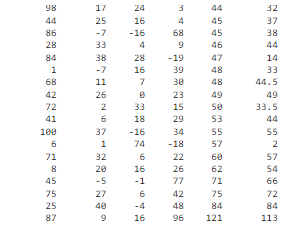 98 17 24 3 44 32
44 25 16 4 45 37
86 -7 -16 68 45 38
28 33 4 9 46 44
84 38 28 -19 47 14
1 -7 16 39 48 33
68 11 7 30 48 44.5
42 26 0 23 49 49
72 2 33 15 50 33.5
41 6 18 29 53 44
100 37 -16 34 55 55
6 1 74 -18 57 2
71 32 6 22 60 57
8 20 16 26 62 54
45 -5 -1 77 71 66
75 27 6 42 75 72
25 40 -4 48 84 84
87 9 16 96 121 113